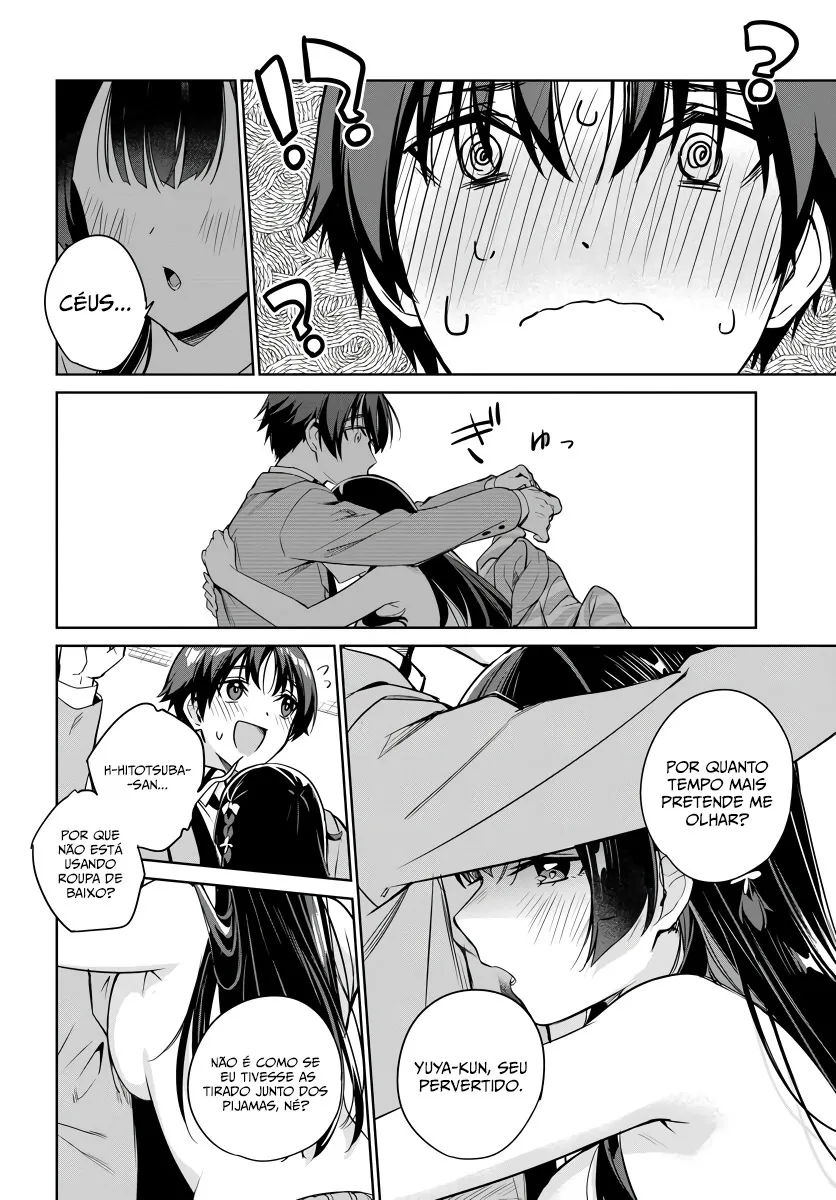 !?
?
?
CÉUS...
ぎゅっ
H-HITOTSUBA-
-SAN...
POR QUE
NÃO ESTÁ
USANDO
ROUPA DE
BAIXO?
POR QUANTO
TEMPO MAIS
PRETENDE ME
OLHAR?
NÃO É COMO SE
EU TIVESSE AS
TIRADO JUNTO DOS
PIJAMAS, NÉ?
YUYA-KUN, SEU
PERVERTIDO.